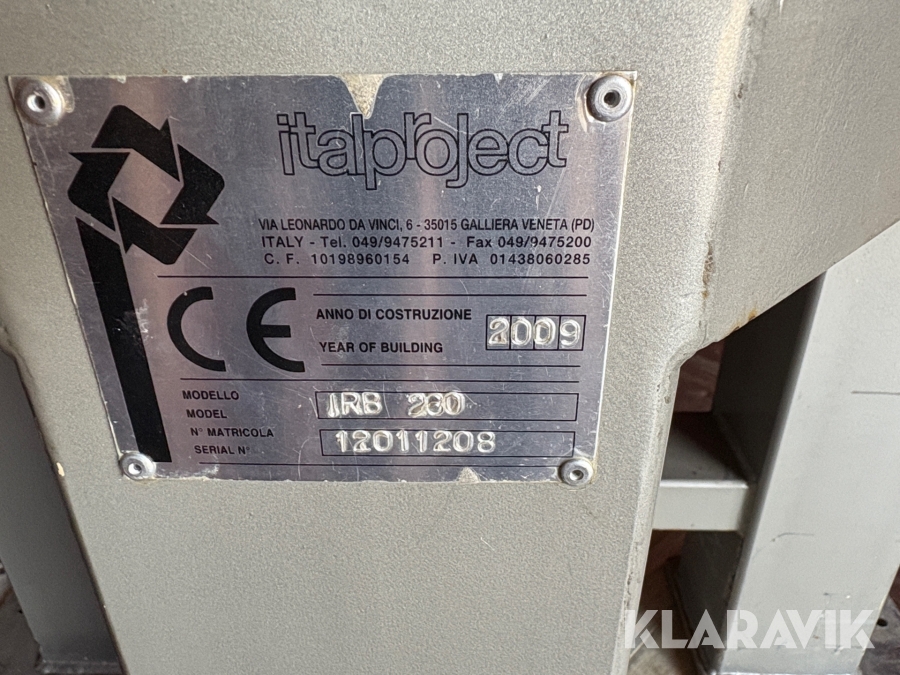 italproject
VIA LEONARDO DA VINCI, 6 - 35015 GALLIERA VENETA (PD)
ITALY - Tel. 049/9475211 - Fax 049/9475200
C. F. 10198960154 P. IVA 01438060285
CE
ANNO DI COSTRUZIONE
YEAR OF BUILDING 2009
MODELLO
MODEL IRB 230
N° MATRICOLA
SERIAL N° 12011208
KLARAVIK